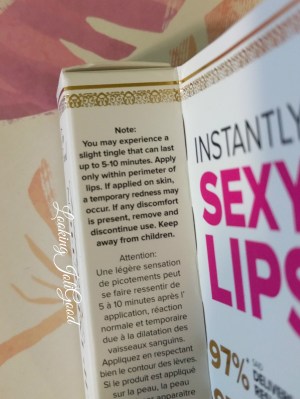 Note:
You may experience a
slight tingle that can last
up to 5-10 minutes. Apply
only within perimeter of
lips. If applied on skin,
a temporary redness may
occur. If any discomfort
is present, remove and
discontinue use. Keep
away from children.
Attention:
Une légère sensation
de picotements peut
se faire ressentir de
5 à 10 minutes après l'
application, réaction
normale et temporaire
due à la dilatation des
vaisseaux sanguins.
Appliquez en respectant
bien le contour des lèvres.
Si le produit est appliqué
sur la peau, la peau
apparaître
INSTANTLY
SEXY
LIPS
97%*
SAID
DELIVER
Looking JustGood